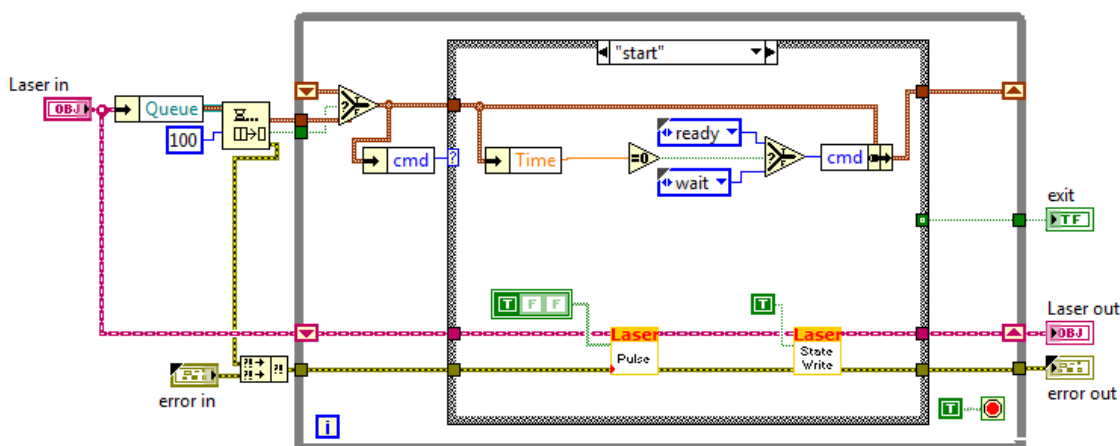 "start"
Laser in
OBJ
Queue
100
?
T
F
cmd
?
Time
=0
ready
wait
?
T
F
cmd
exit
TF
T F F
T
Laser
Pulse
Laser
State
Write
Laser out
OBJ
error in
?!
?!
?!
error out
i
T